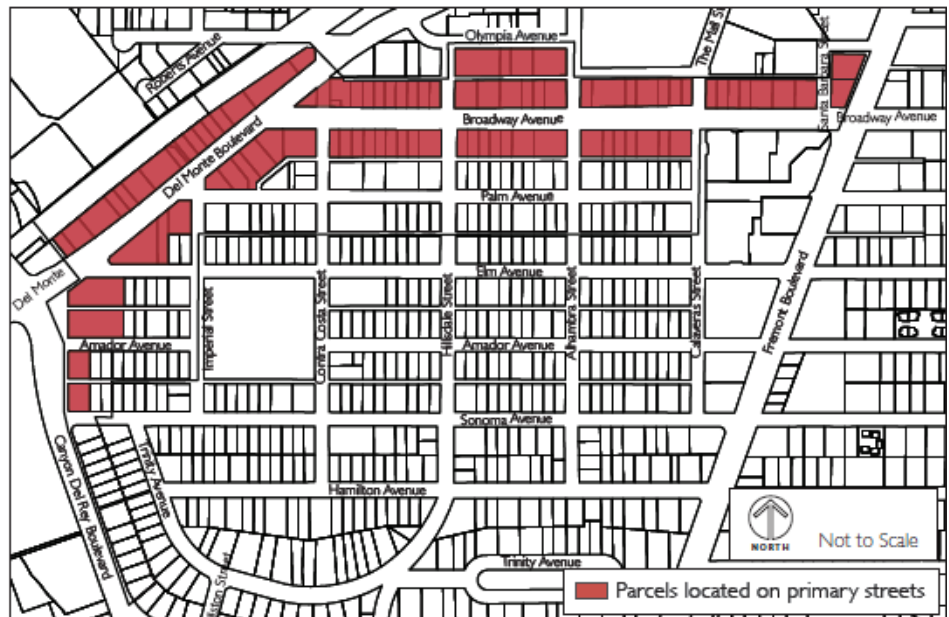 Olympia Avenue
The Mall St
Santa Barbara Street
Roberts Avenue
Broadway Avenue
Broadway Avenue
Del Monte Boulevard
Palm Avenue
Del Monte
Elm Avenue
Imperial Street
Contra Costa Street
Hillsdale Street
Alhambra Street
Calaveras Street
Fremont Boulevard
Amador Avenue
Amador Avenue
Sonoma Avenue
Canyon Del Rey Boulevard
Trinity Avenue
Hamilton Avenue
NORTH
Not to Scale
Trinity Avenue
lston Street
Parcels located on primary streets